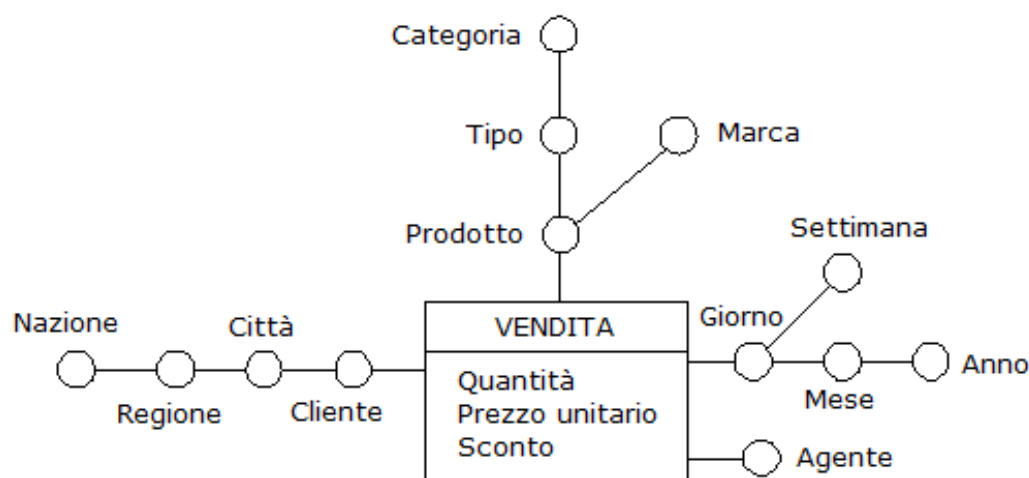 Categoria
Tipo
Marca
Prodotto
Settimana
Nazione
Città
VENDITA
Giorno
Regione
Cliente
Quantità
Prezzo unitario
Sconto
Mese
Anno
Agente